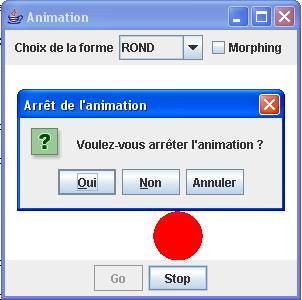 Animation
Choix de la forme ROND Morphing
Arrêt de l'animation
Voulez-vous arrêter l'animation ?
Oui Non Annuler
Go Stop